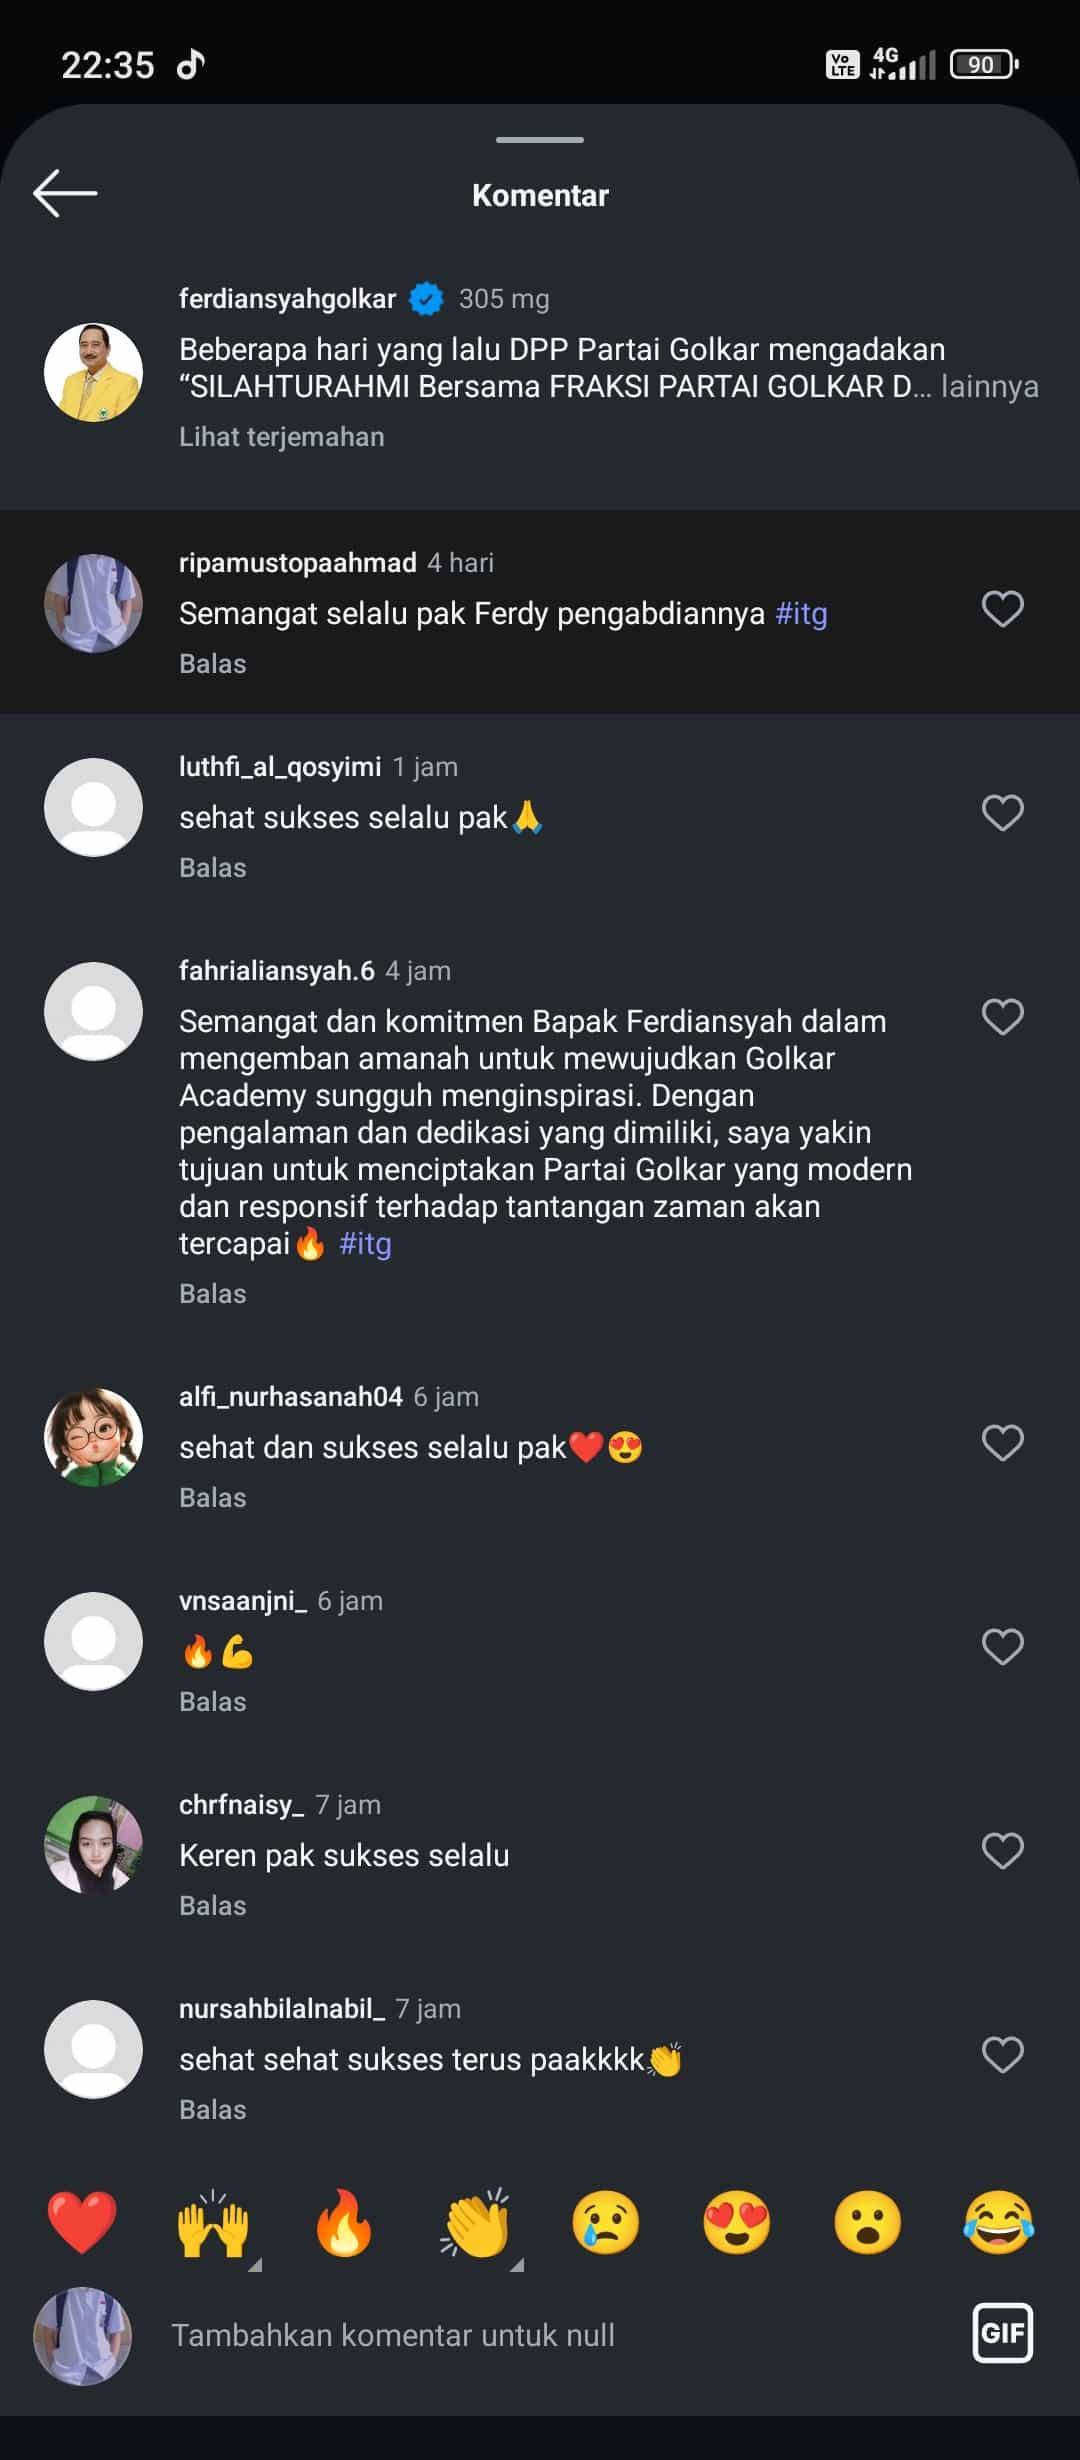 22:35
Vo LTE 4G 90
Komentar
ferdiansyahgolkar 305 mg
Beberapa hari yang lalu DPP Partai Golkar mengadakan
“SILAHTURAHMI Bersama FRAKSI PARTAI GOLKAR D... lainnya
Lihat terjemahan
ripamustopaahmad 4 hari
Semangat selalu pak Ferdy pengabdiannya #itg
Balas
luthfi_al_qosyimi 1 jam
sehat sukses selalu pak🙏
Balas
fahrialiansyah.6 4 jam
Semangat dan komitmen Bapak Ferdiansyah dalam
mengemban amanah untuk mewujudkan Golkar
Academy sungguh menginspirasi. Dengan
pengalaman dan dedikasi yang dimiliki, saya yakin
tujuan untuk menciptakan Partai Golkar yang modern
dan responsif terhadap tantangan zaman akan
tercapai🔥 #itg
Balas
alfi_nurhasanah04 6 jam
sehat dan sukses selalu pak❤️😍
Balas
vnsaanjni_ 6 jam
🔥💪
Balas
chrfnaisy_ 7 jam
Keren pak sukses selalu
Balas
nursahbilalnabil_ 7 jam
sehat sehat sukses terus paakkkk👏
Balas
❤️🙌🔥👏😢😍😮😂
Tambahkan komentar untuk null
GIF